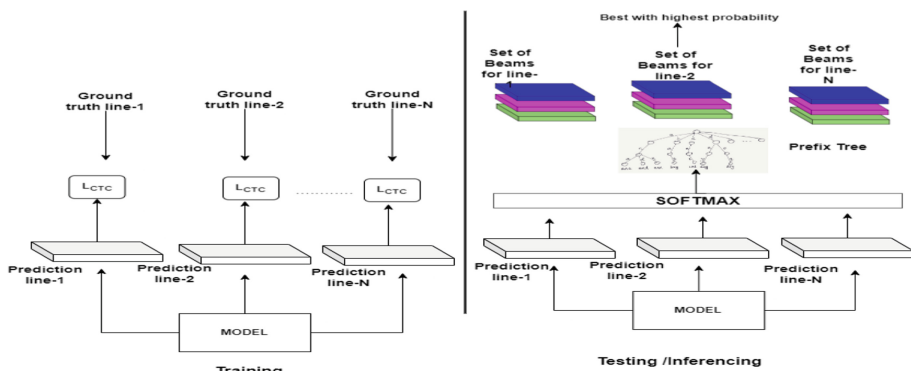 Ground
truth line-1
Ground
truth line-2
Ground
truth line-N
LCTC
LCTC
LCTC
Prediction
line-1
Prediction
line-2
Prediction
line-N
MODEL
Training
Best with highest probability
Set of
Beams
for line-
1
Set of
Beams for
line-2
Set of
Beams
for line-
N
Prefix Tree
SOFTMAX
Prediction
line-1
Prediction
line-2
Prediction
line-N
MODEL
Testing /Inferencing